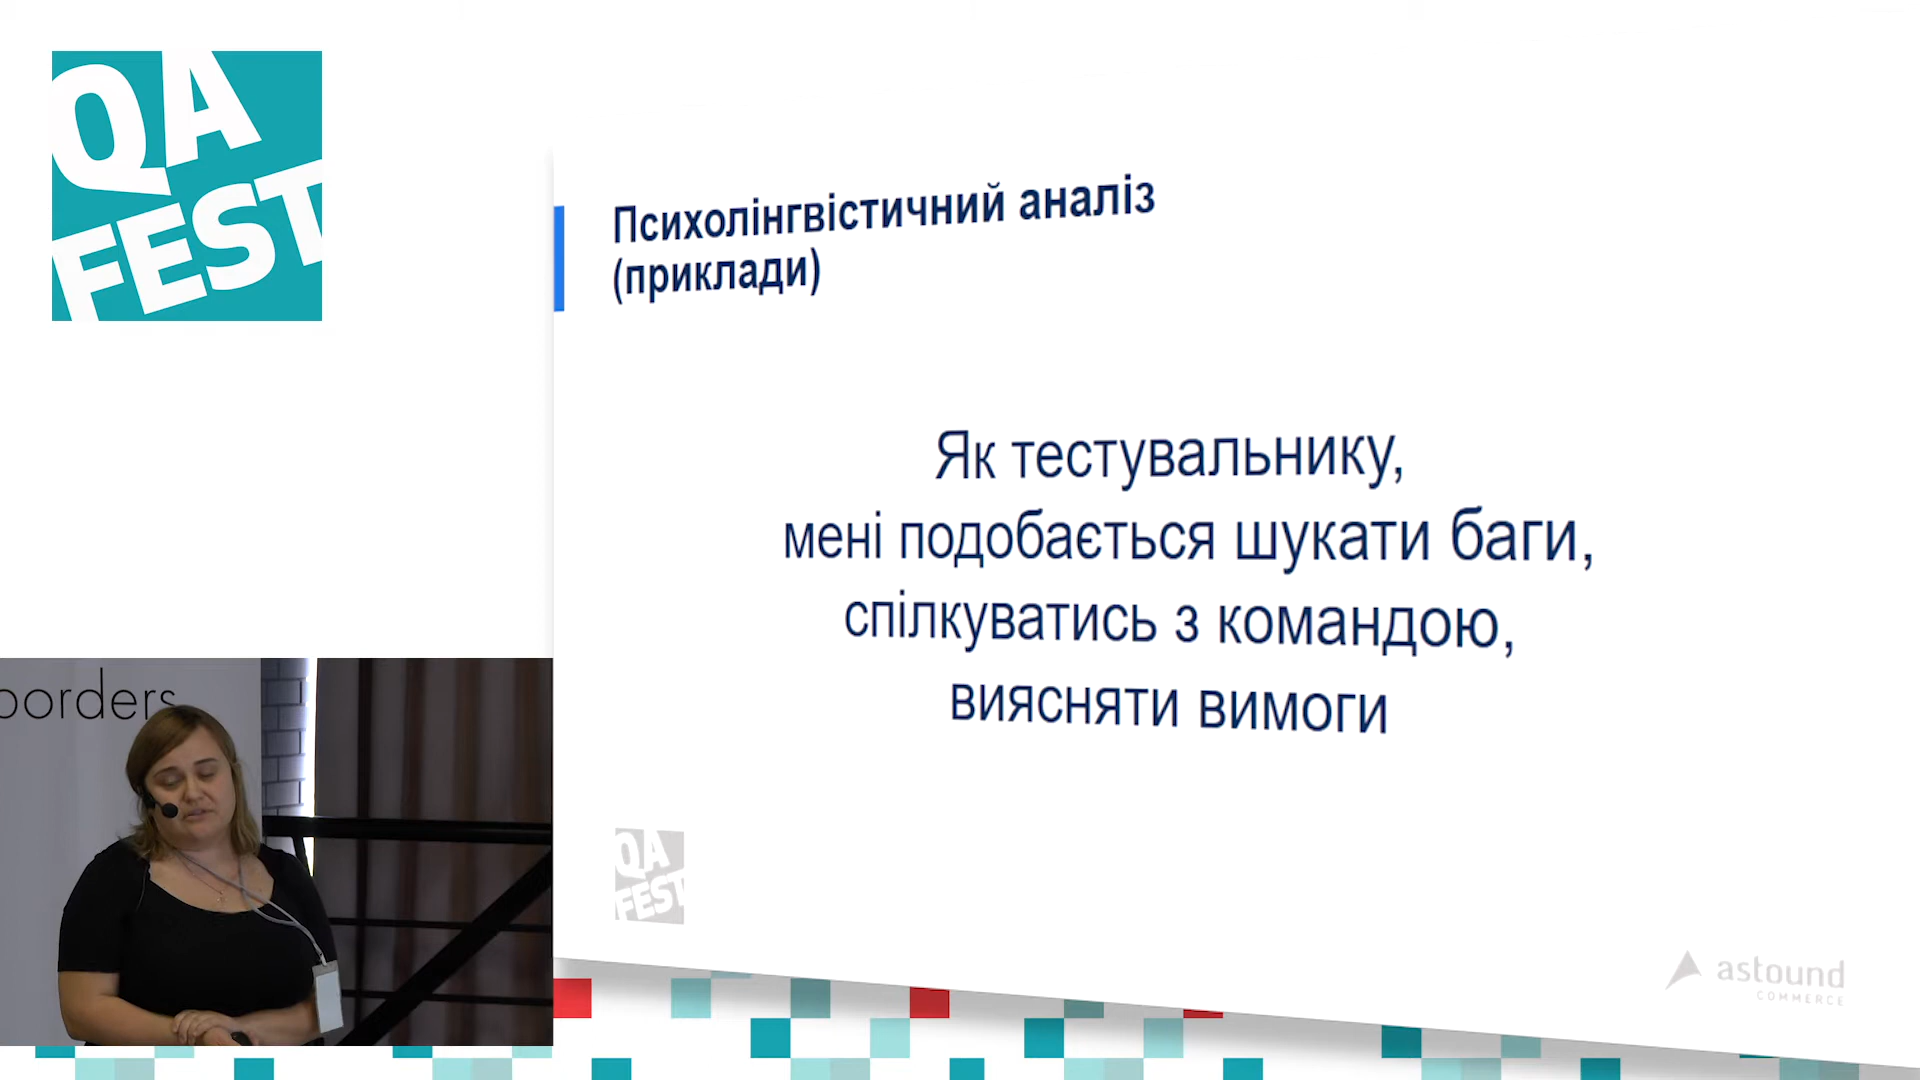 QA
FEST
Психолінгвістичний аналіз
(приклади)
Як тестувальнику,
мені подобається шукати баги,
спілкуватись з командою,
виясняти вимоги
borders
QA
FEST
astound
COMMERCE